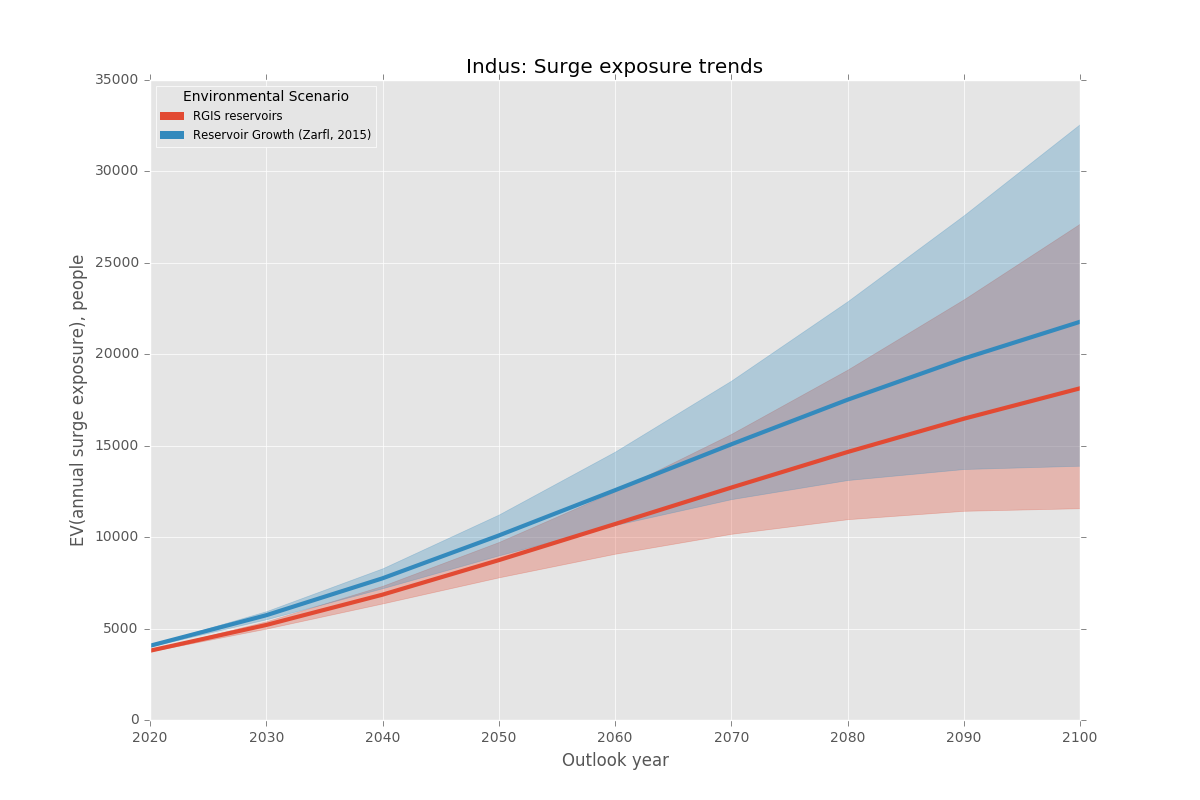 Indus: Surge exposure trends
Environmental Scenario
RGIS reservoirs
Reservoir Growth (Zarfl, 2015)
EV(annual surge exposure), people
35000
30000
25000
20000
15000
10000
5000
0
2020 2030 2040 2050 2060 2070 2080 2090 2100
Outlook year